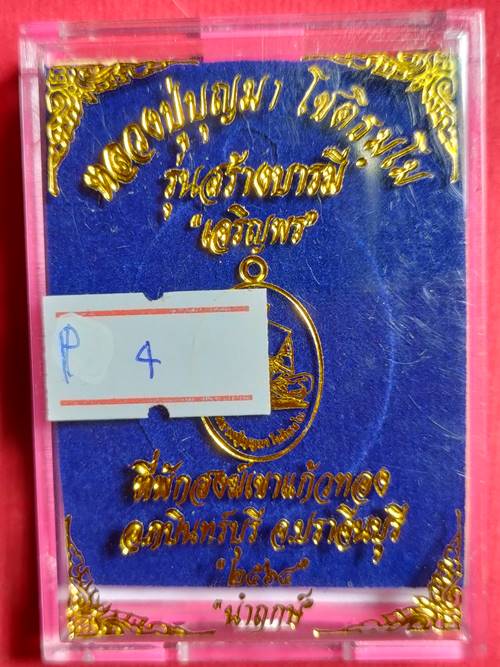 หลวงปู่บุญมา โชติธมฺโม
รุ่นสร้างบารมี
"เจริญพร"
P 4
ที่พักสงฆ์เขาแก้วทอง
อ.กบินทร์บุรี จ.ปราจีนบุรี
"๒๕๖๔"
"นำฤกษ์"